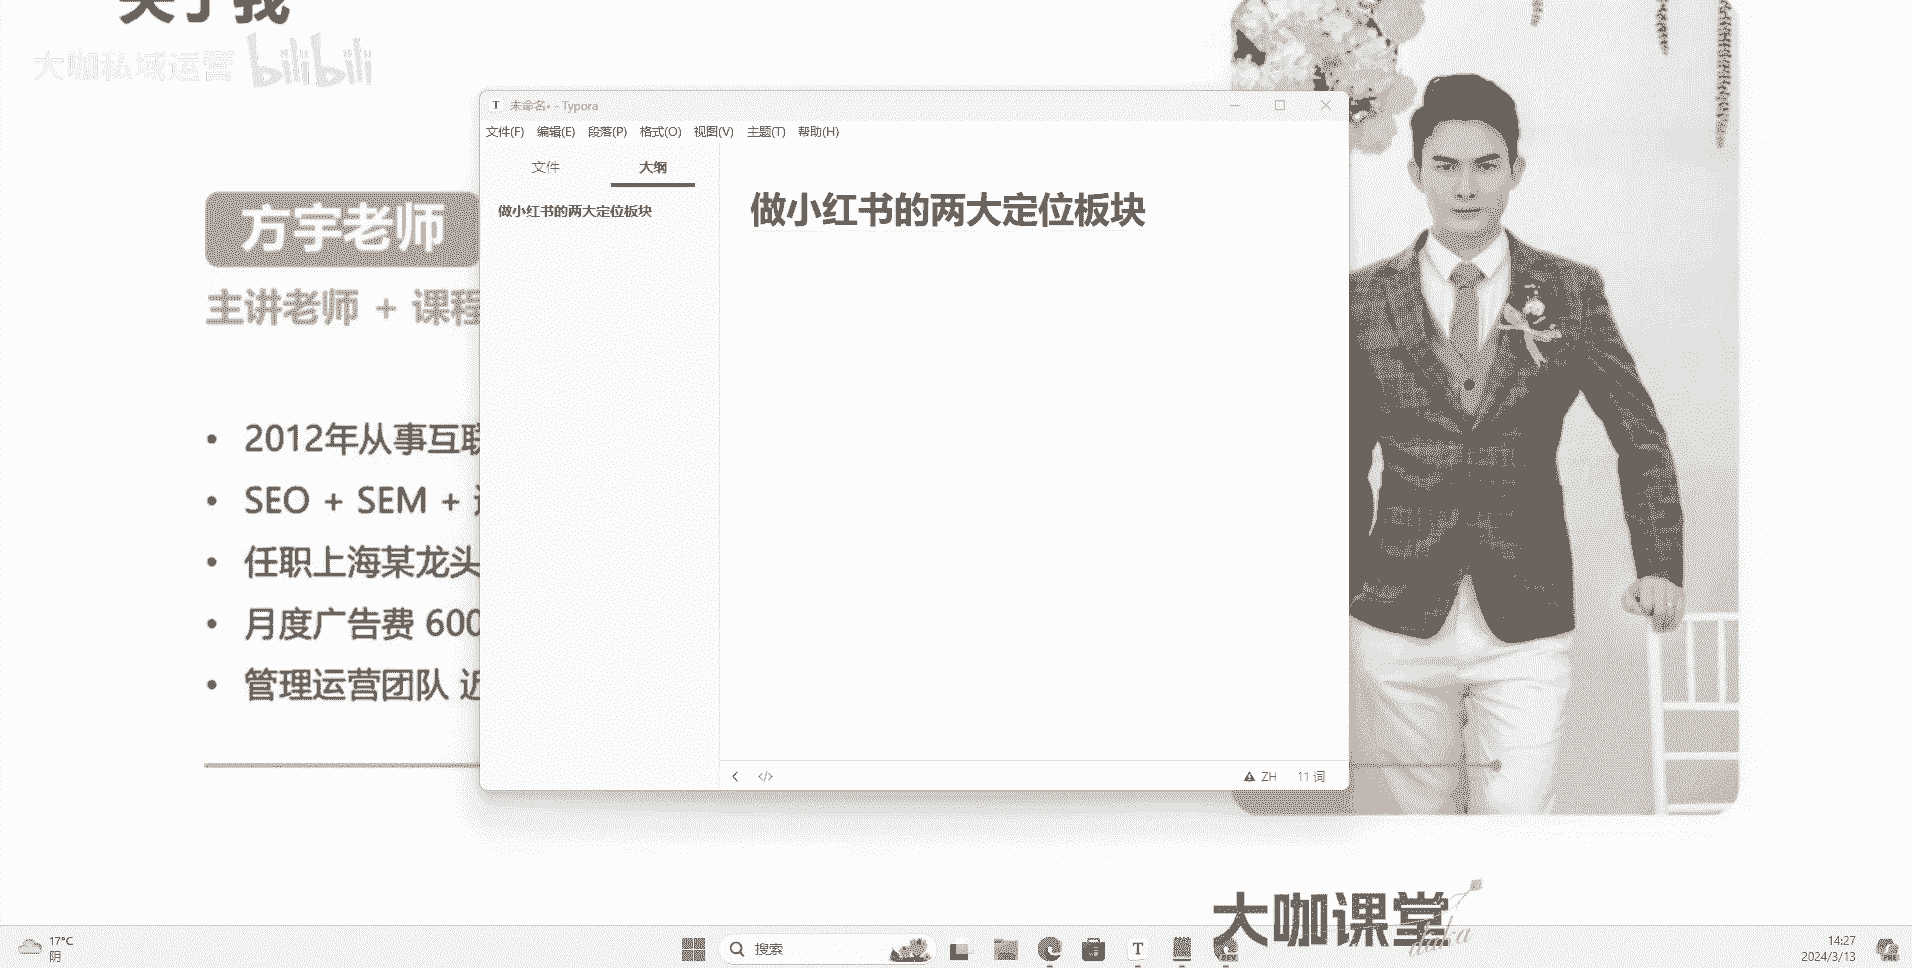 关于我
大咖私域运营 bilibili
未命名• - Typora
文件(F) 编辑(E) 段落(P) 格式(O) 视图(V) 主题(T) 帮助(H)
文件 大纲
做小红书的两大定位板块
做小红书的两大定位板块
方宇老师
主讲老师 + 课程
2012年从事互联
SEO + SEM +
任职上海某龙头
月度广告费 600
管理运营团队 近
ZH 11 词
大咖课堂
daka
17°C
阴
搜索
DEV
14:27
2024/3/13
PRE